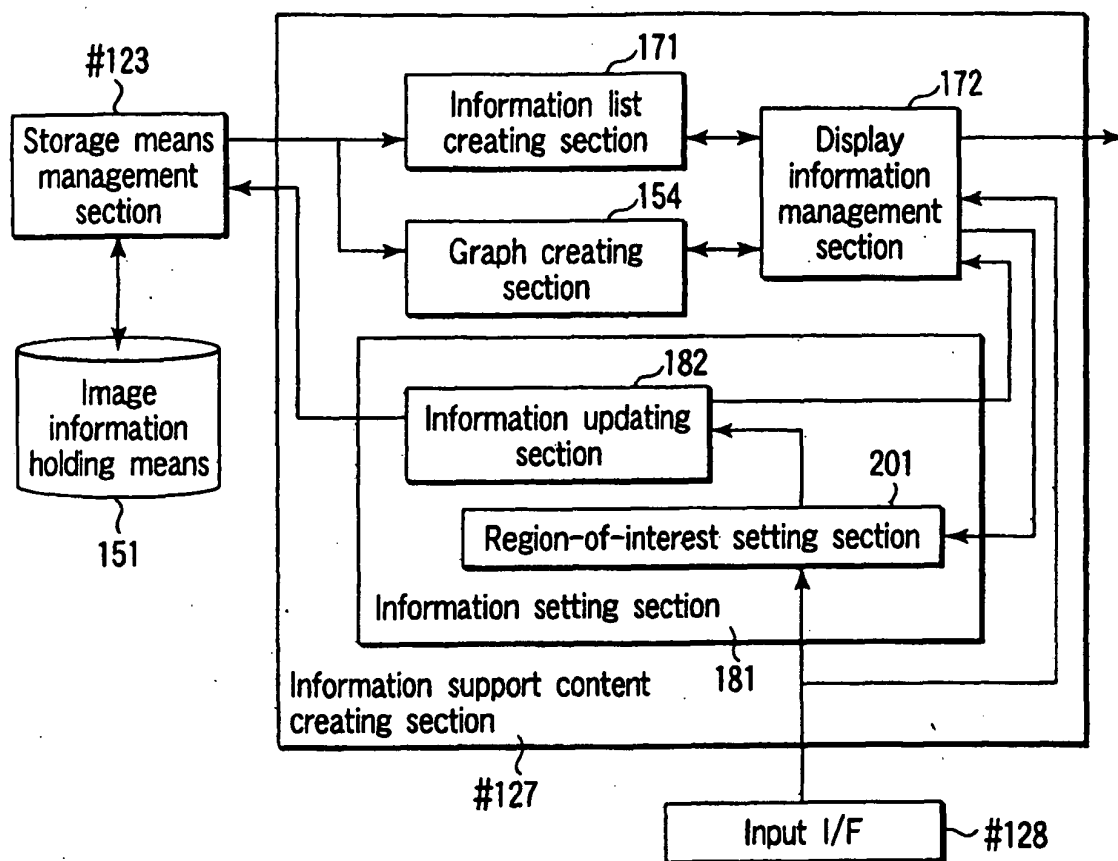 #123
Storage means
management
section
Image
information
holding means
151
171
Information list
creating section
172
Display
information
management
section
154
Graph creating
section
182
Information updating
section
201
Region-of-interest setting section
Information setting section
181
Information support content
creating section
#127
Input I/F
#128